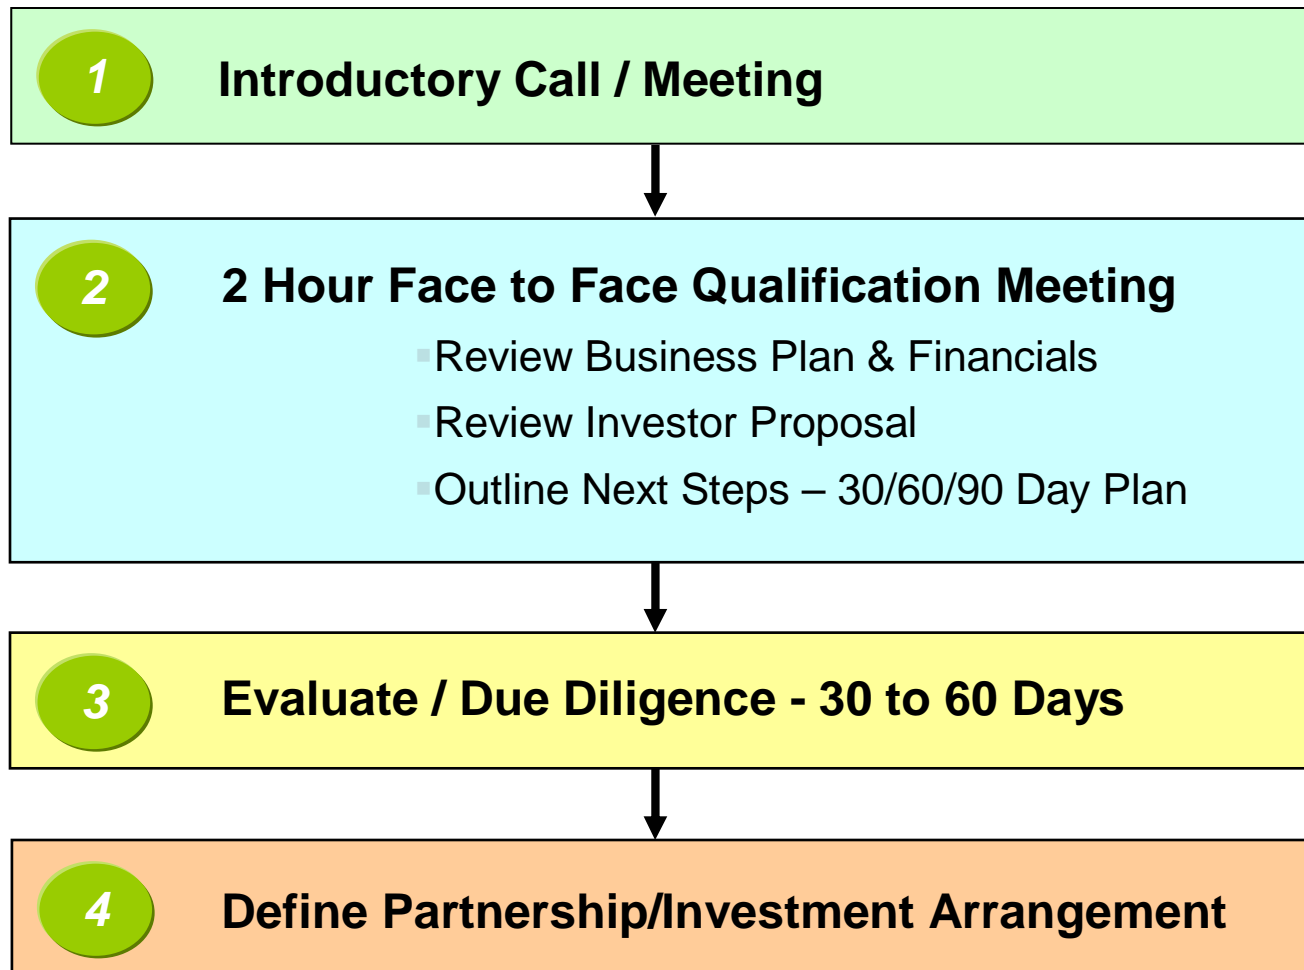 1 Introductory Call / Meeting
2 2 Hour Face to Face Qualification Meeting
▪Review Business Plan & Financials
▪Review Investor Proposal
▪Outline Next Steps – 30/60/90 Day Plan
3 Evaluate / Due Diligence - 30 to 60 Days
4 Define Partnership/Investment Arrangement